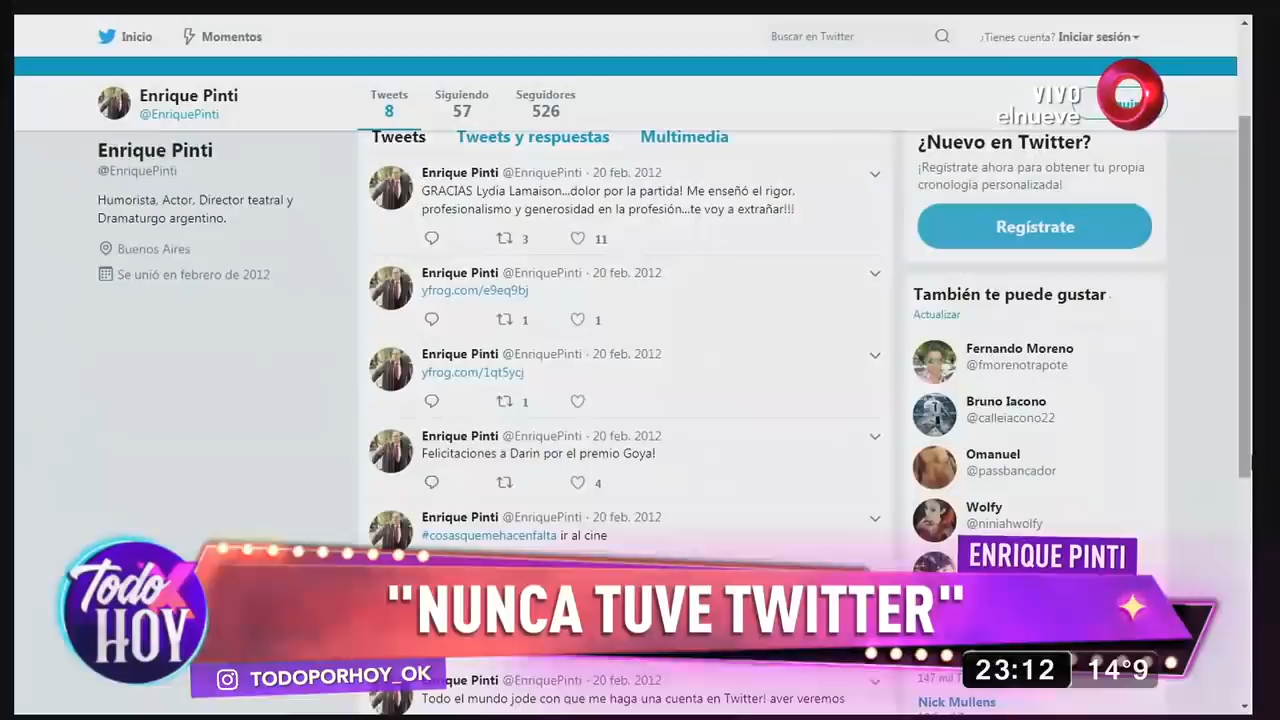 Inicio
Momentos
Buscar en Twitter
¿Tienes cuenta? Iniciar sesión
Enrique Pinti
@EnriquePinti
Tweets
8
Siguiendo
57
Seguidores
526
VIVO
elnueve
Enrique Pinti
@EnriquePinti
Humorista, Actor, Director teatral y
Dramaturgo argentino.
Buenos Aires
Se unió en febrero de 2012
Tweets
Tweets y respuestas
Multimedia
Enrique Pinti @EnriquePinti · 20 feb. 2012
GRACIAS Lydia Lamaison...dolor por la partida! Me enseñó el rigor,
profesionalismo y generosidad en la profesión...te voy a extrañar!!!
3
11
Enrique Pinti @EnriquePinti · 20 feb. 2012
yfrog.com/e9eq9bj
1
1
Enrique Pinti @EnriquePinti · 20 feb. 2012
yfrog.com/1qt5ycj
1
Enrique Pinti @EnriquePinti · 20 feb. 2012
Felicitaciones a Darin por el premio Goya!
4
Enrique Pinti @EnriquePinti · 20 feb. 2012
#cosasquemehacenfalta ir al cine
¿Nuevo en Twitter?
¡Regístrate ahora para obtener tu propia
cronología personalizada!
Regístrate
También te puede gustar
Actualizar
Fernando Moreno
@fmorenotrapote
Bruno Iacono
@calleiacono22
Omanuel
@passbancador
Wolfy
@niniahwolfy
ENRIQUE PINTI
Todo X
HOY
"NUNCA TUVE TWITTER"
TODOPORHOY_OK
23:12
14°9
Pinti @EnriquePinti · 20 feb. 2012
Todo el mundo jode con que me haga una cuenta en Twitter! aver veremos
147 mil
Nick Mullens